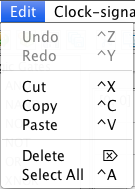 Edit Clock-signa
Undo ^Z
Redo ^Y
Cut ^X
Copy ^C
Paste ^V
Delete ⌦
Select All ^A